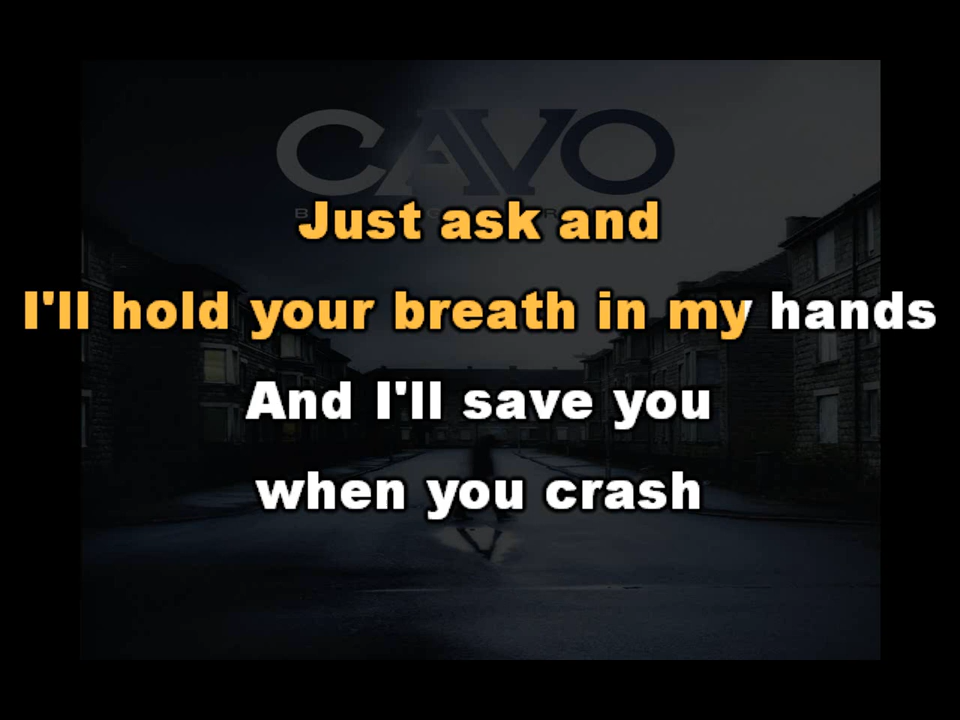 CAVO
Just ask and
I'll hold your breath in my hands
And I'll save you
when you crash